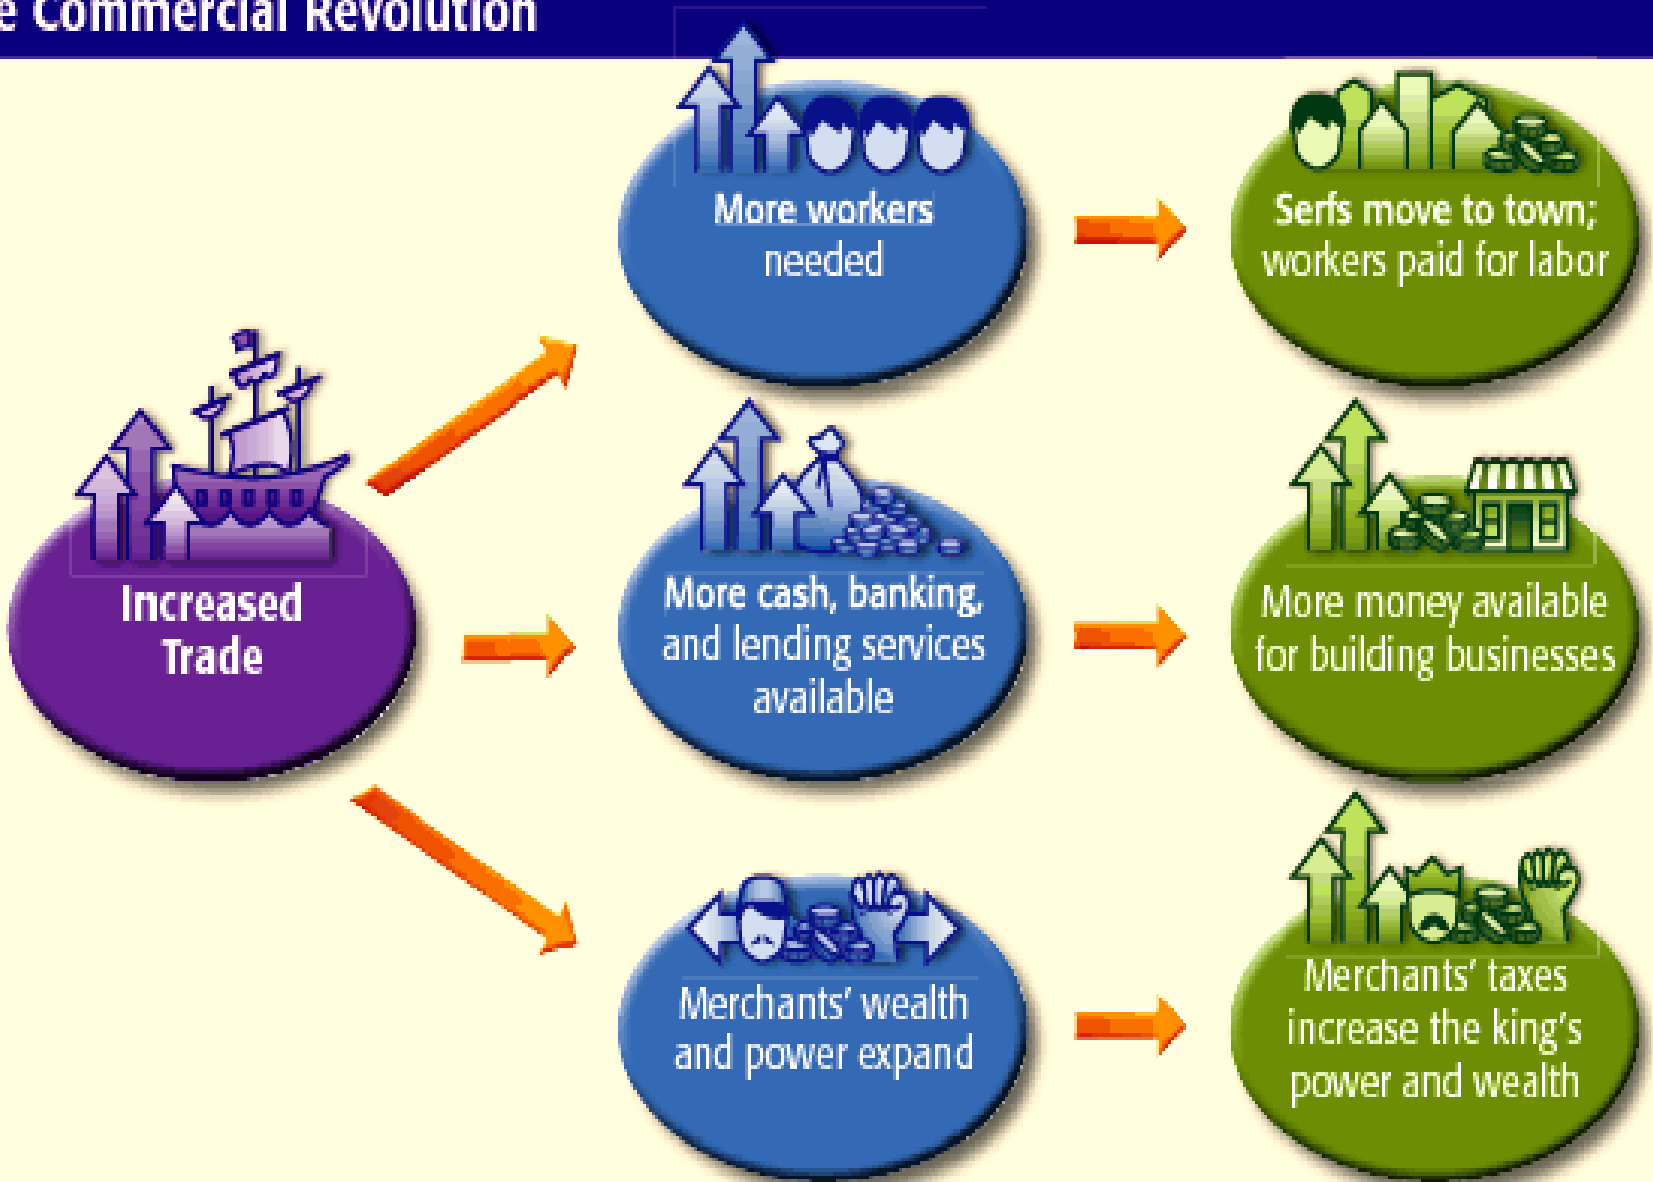 e Commercial Revolution
More workers
needed
Serfs move to town;
workers paid for labor
Increased
Trade
More cash, banking,
and lending services
available
More money available
for building businesses
Merchants’ wealth
and power expand
Merchants’ taxes
increase the king’s
power and wealth